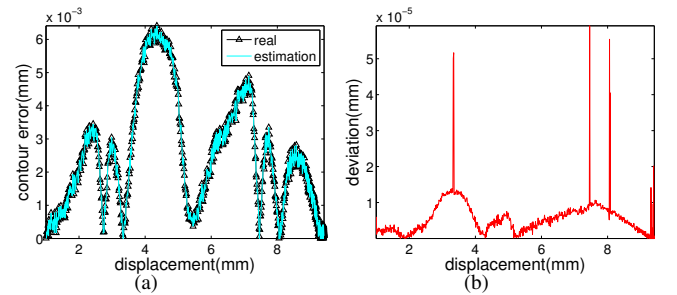 x 10⁻³
6
5
4
3
2
1
0
contour error(mm)
real
estimation
2
4
6
8
displacement(mm)
(a)
x 10⁻⁵
5
4
3
2
1
deviation(mm)
2
4
6
8
displacement(mm)
(b)